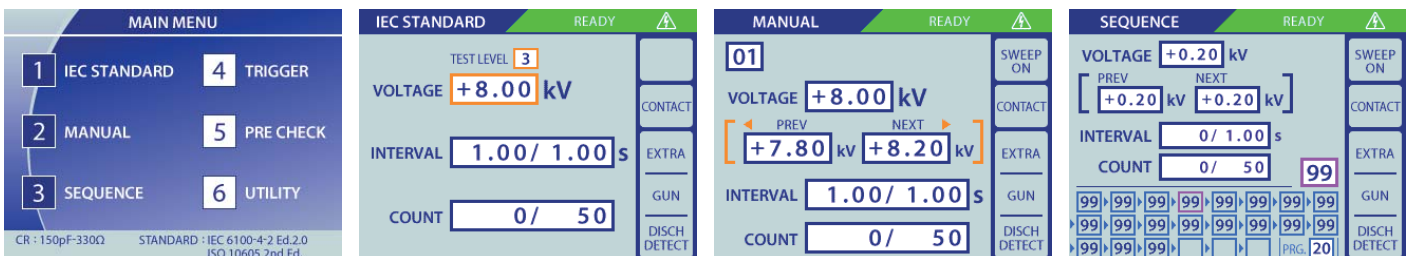 MAIN MENU
1 IEC STANDARD 4 TRIGGER
2 MANUAL 5 PRE CHECK
3 SEQUENCE 6 UTILITY
CR : 150pF-330Ω STANDARD : IEC 6100-4-2 Ed.2.0
ISO 10605 2nd Ed.
IEC STANDARD READY
TEST LEVEL 3
VOLTAGE +8.00 kV
CONTACT
INTERVAL 1.00/ 1.00 s
EXTRA
GUN
COUNT 0/ 50
DISCH
DETECT
MANUAL READY
01
SWEEP
ON
VOLTAGE +8.00 kV
CONTACT
PREV NEXT
+7.80 kV +8.20 kV
EXTRA
INTERVAL 1.00/ 1.00 s
GUN
COUNT 0/ 50
DISCH
DETECT
SEQUENCE READY
VOLTAGE +0.20 kV
SWEEP
ON
PREV NEXT
+0.20 kV +0.20 kV
CONTACT
INTERVAL 0/ 1.00 s
COUNT 0/ 50
EXTRA
99
99 99 99 99 99 99 99 99
GUN
99 99 99 99 99 99 99 99
99 99 99 PRG. 20
DISCH
DETECT